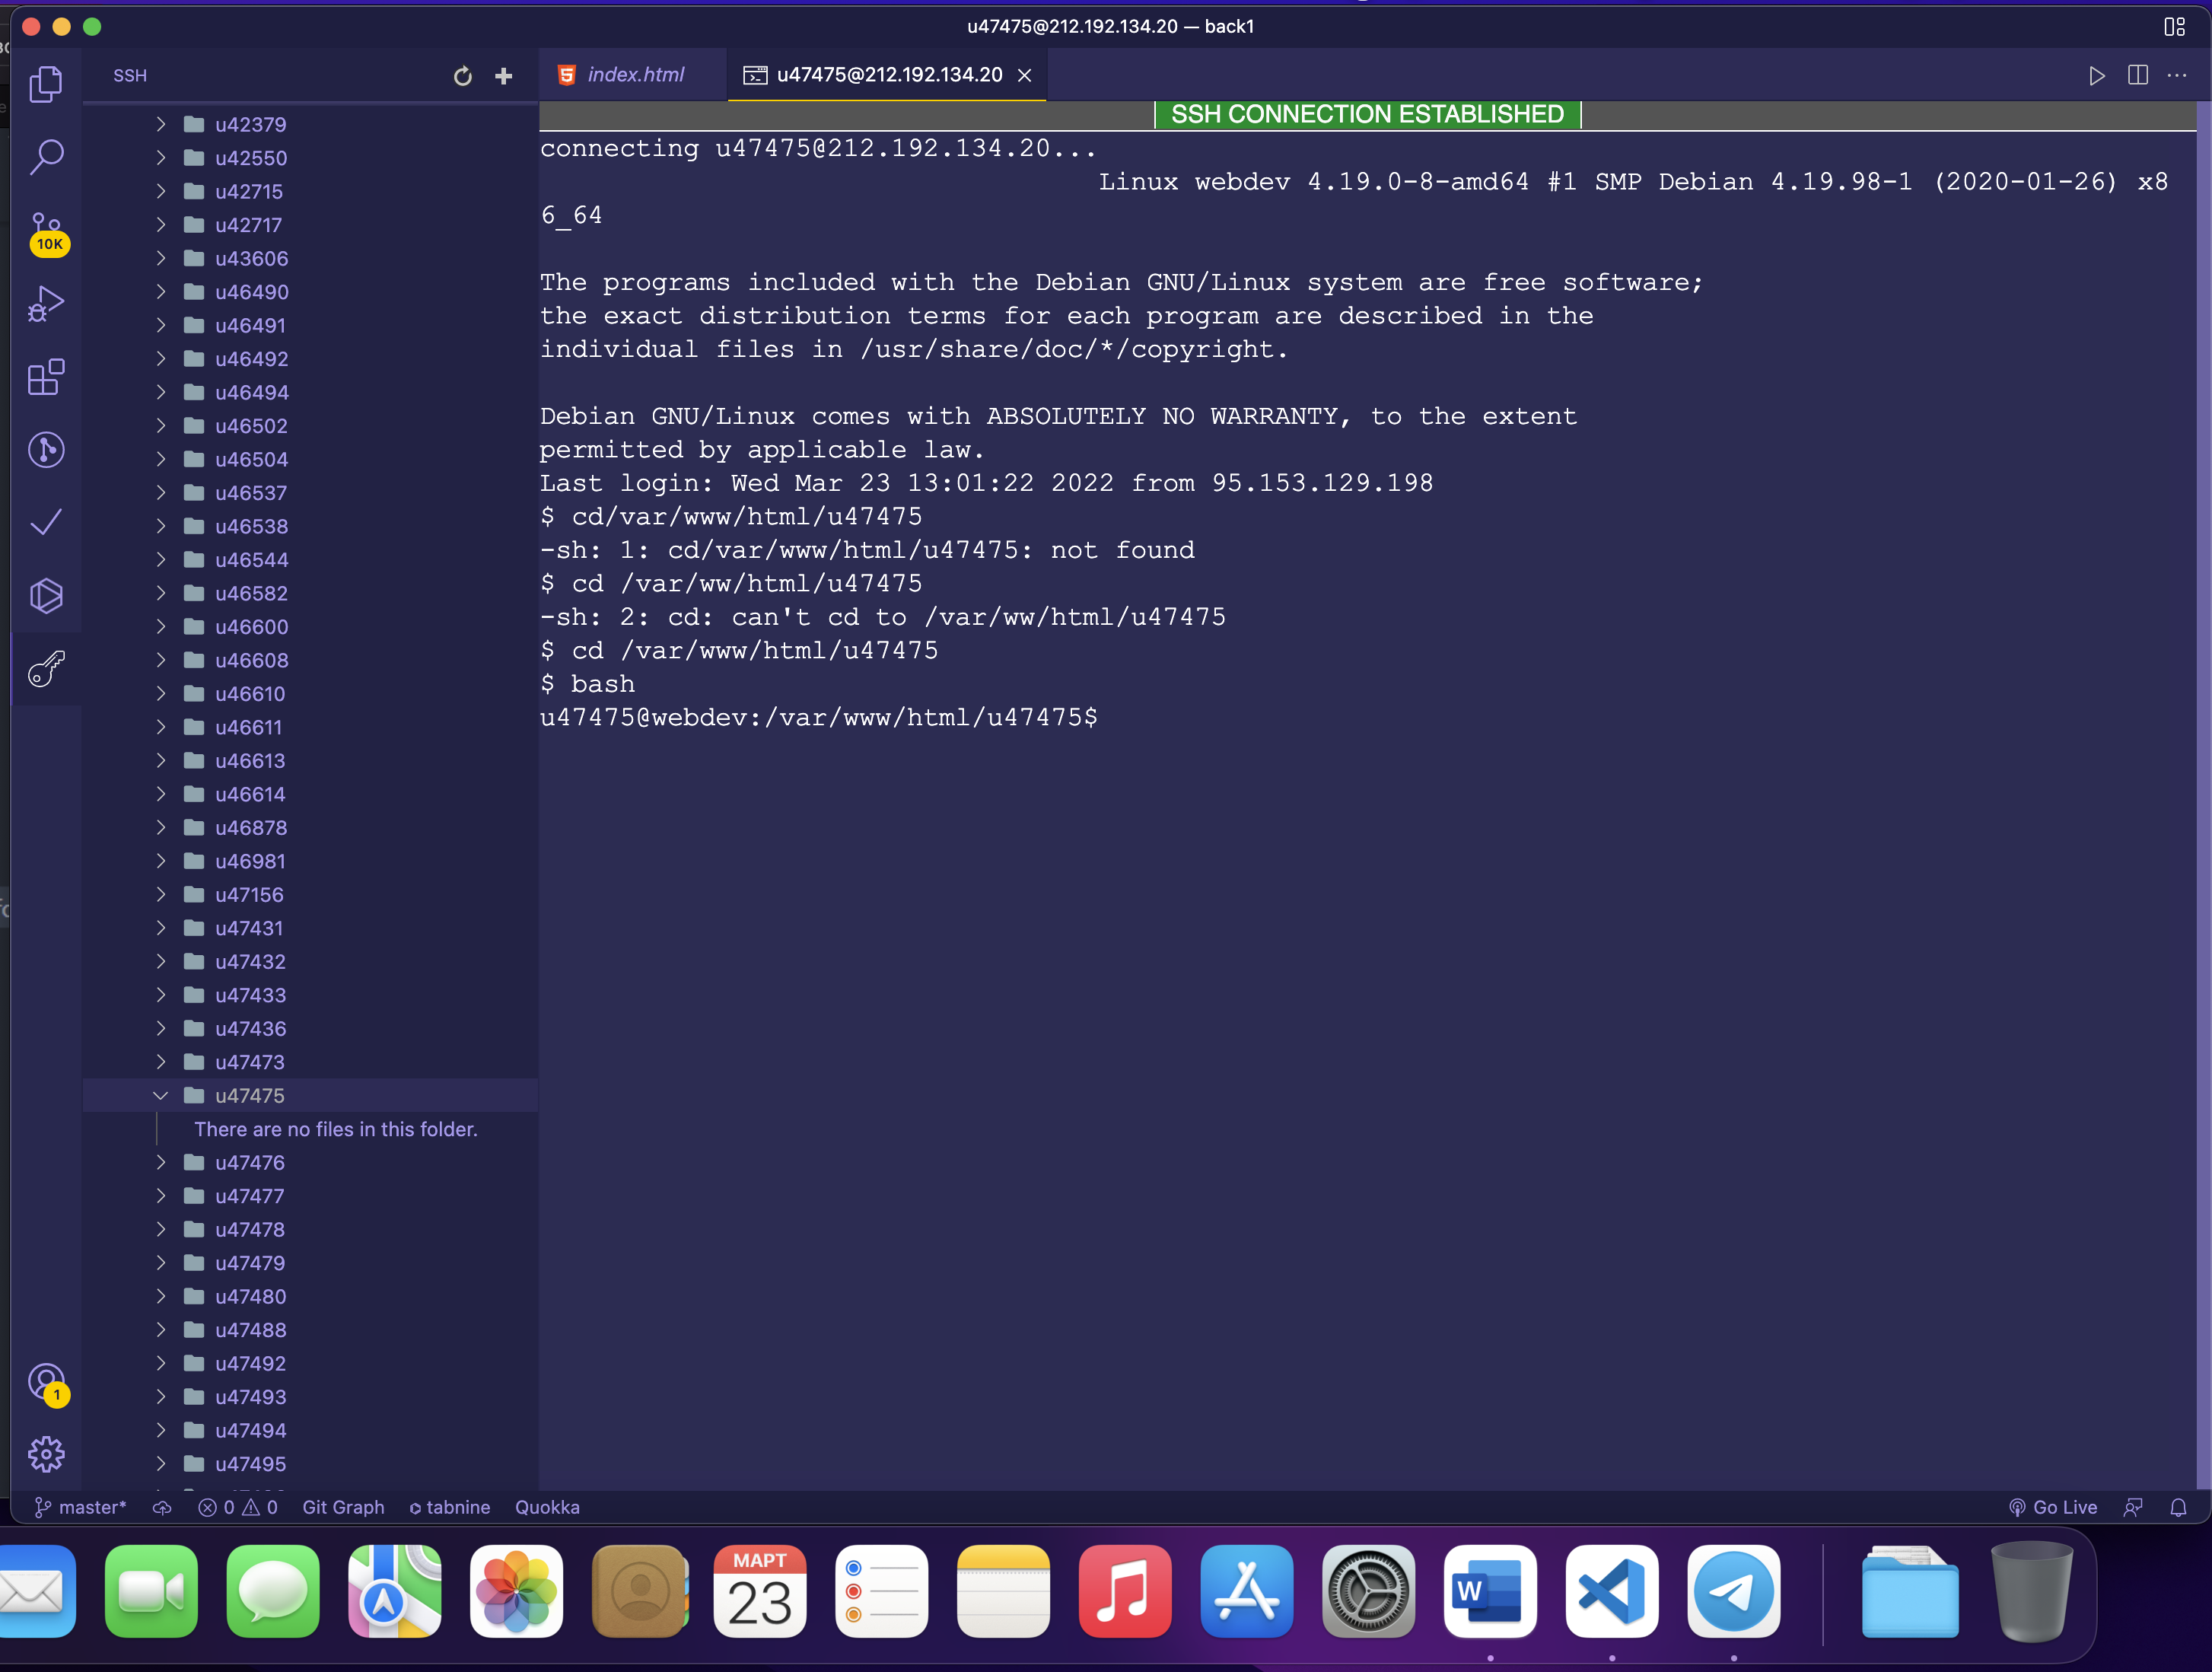 u47475@212.192.134.20 — back1
SSH
index.html
u47475@212.192.134.20
SSH CONNECTION ESTABLISHED
connecting u47475@212.192.134.20...
Linux webdev 4.19.0-8-amd64 #1 SMP Debian 4.19.98-1 (2020-01-26) x8
6_64
The programs included with the Debian GNU/Linux system are free software;
the exact distribution terms for each program are described in the
individual files in /usr/share/doc/*/copyright.
Debian GNU/Linux comes with ABSOLUTELY NO WARRANTY, to the extent
permitted by applicable law.
Last login: Wed Mar 23 13:01:22 2022 from 95.153.129.198
$ cd/var/www/html/u47475
-sh: 1: cd/var/www/html/u47475: not found
$ cd /var/ww/html/u47475
-sh: 2: cd: can't cd to /var/ww/html/u47475
$ cd /var/www/html/u47475
$ bash
u47475@webdev:/var/www/html/u47475$
u42379
u42550
u42715
u42717
u43606
u46490
u46491
u46492
u46494
u46502
u46504
u46537
u46538
u46544
u46582
u46600
u46608
u46610
u46611
u46613
u46614
u46878
u46981
u47156
u47431
u47432
u47433
u47436
u47473
u47475
There are no files in this folder.
u47476
u47477
u47478
u47479
u47480
u47488
u47492
u47493
u47494
u47495
10K
1
master*
0
0
Git Graph
tabnine
Quokka
Go Live
МАРТ
23
W